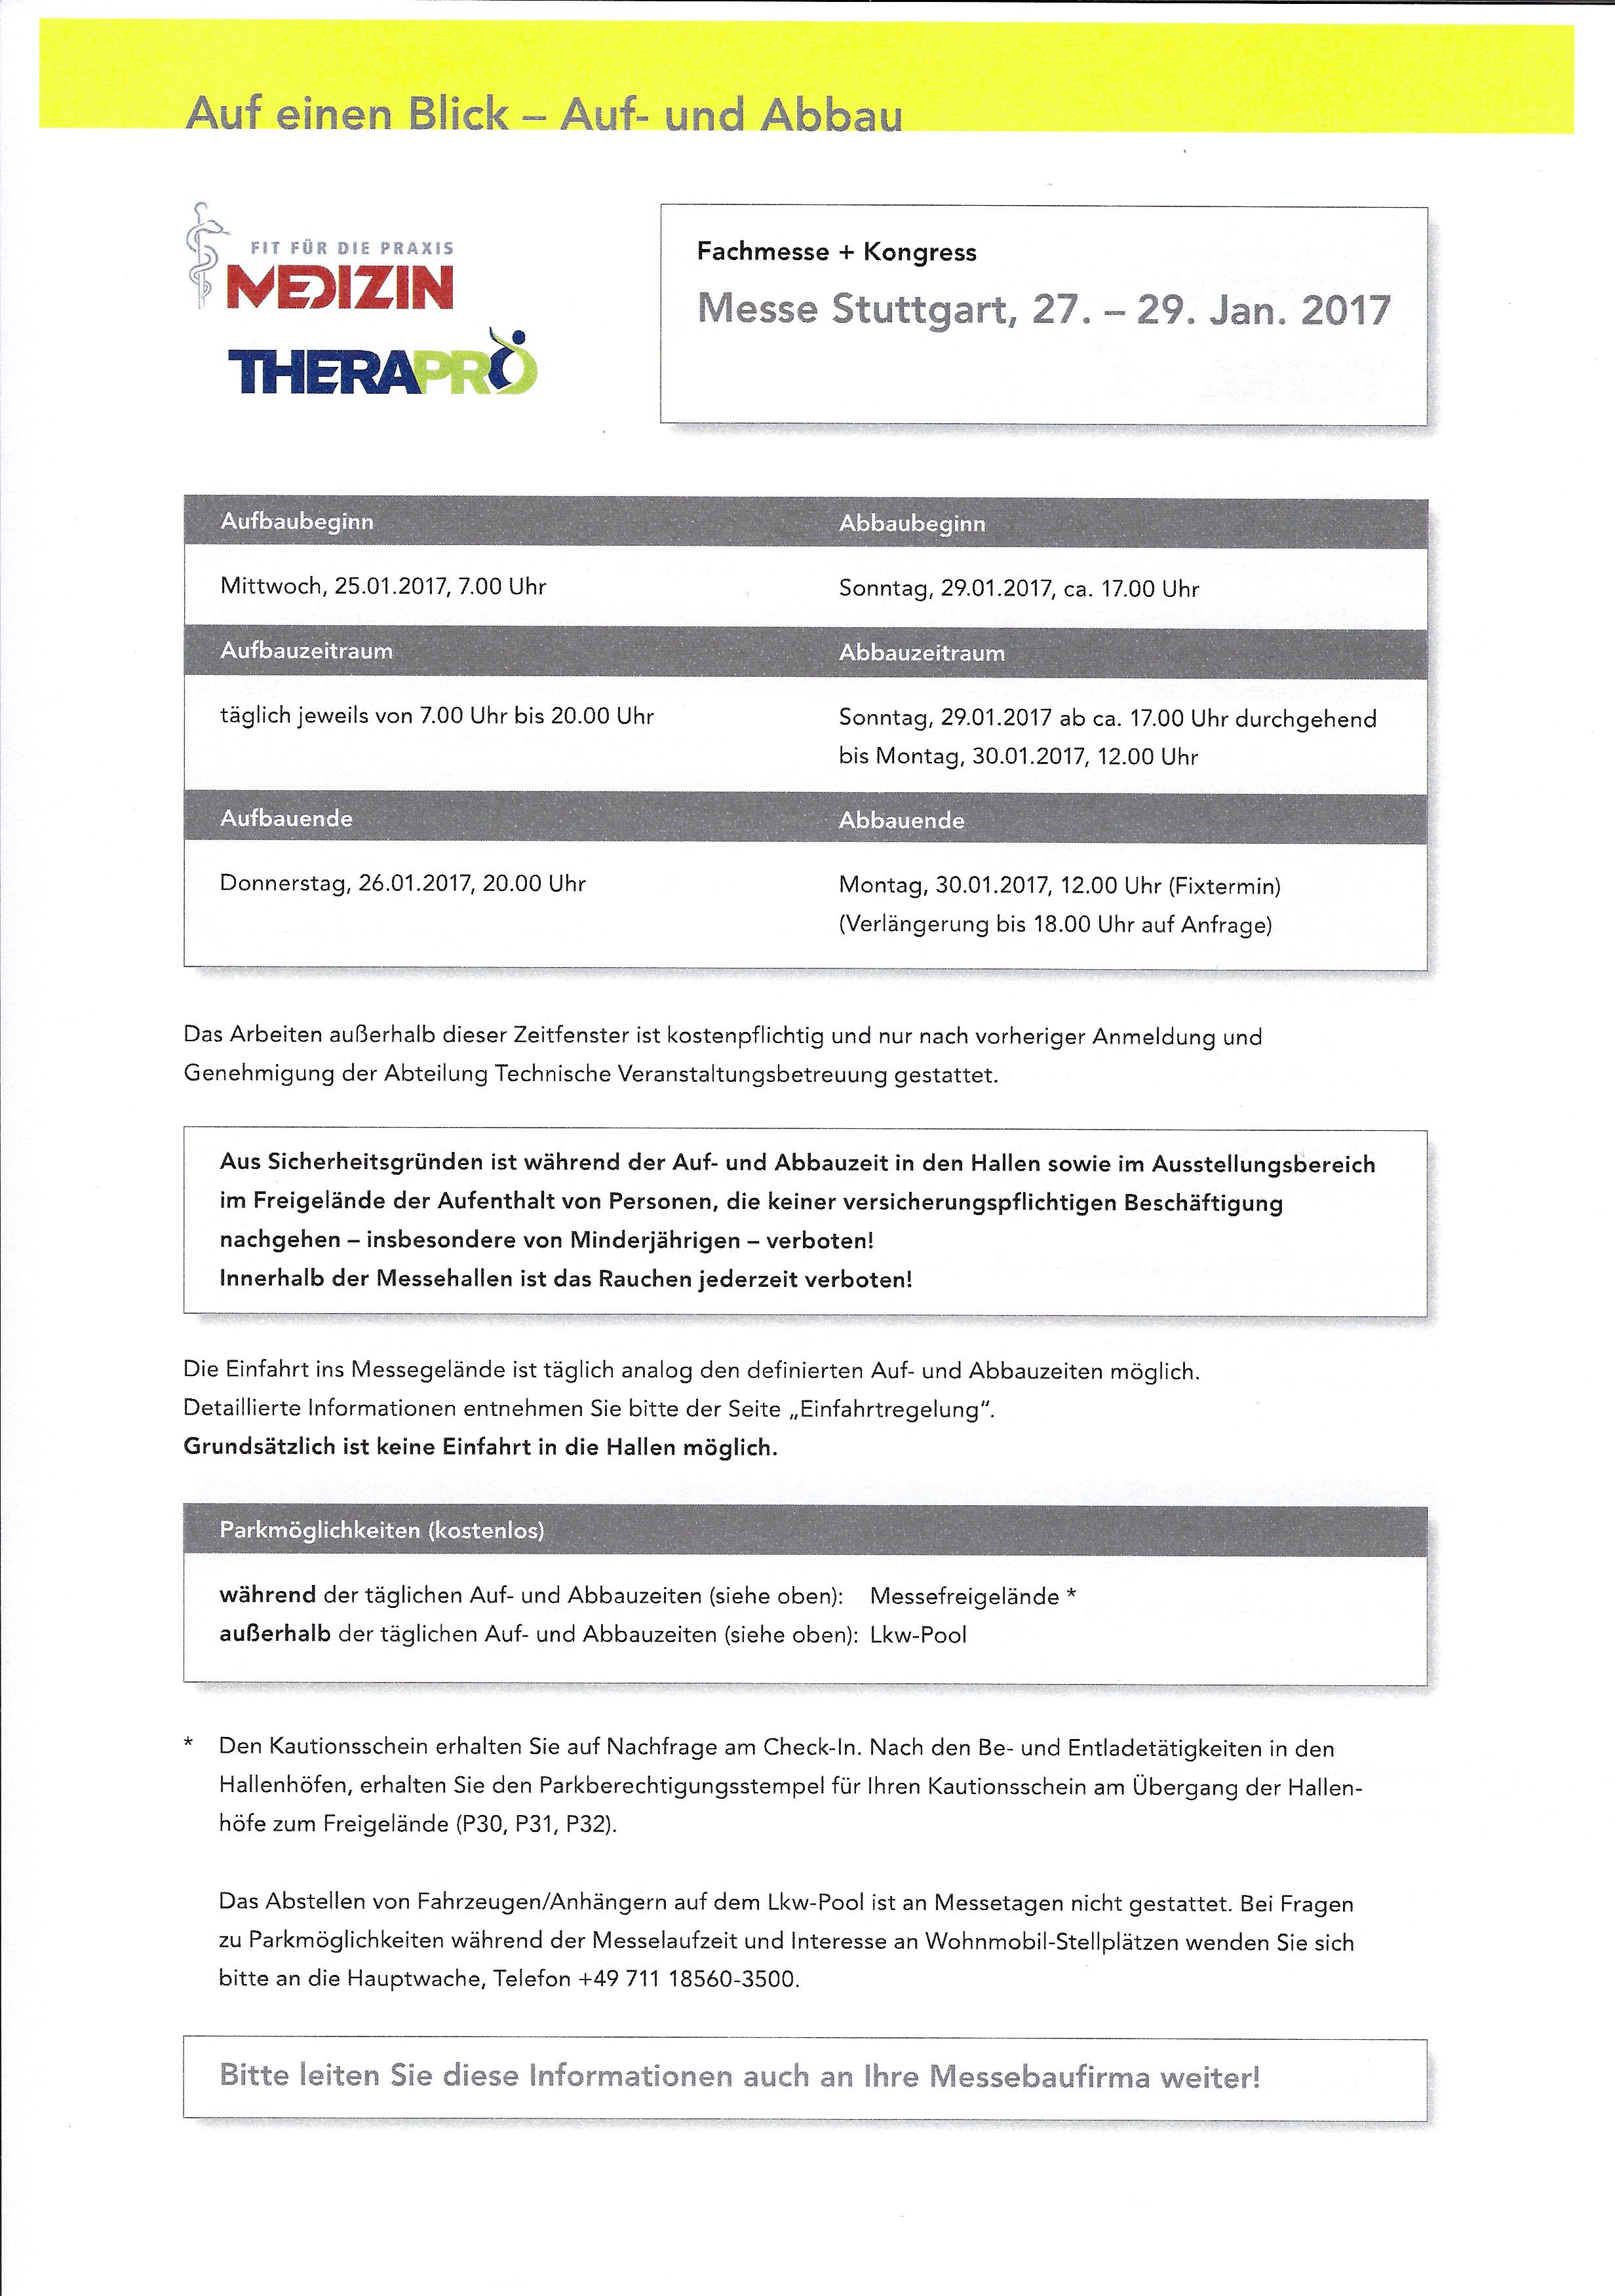 Auf einen Blick – Auf- und Abbau
FIT FÜR DIE PRAXIS
MEDIZIN
THERAPRO
Fachmesse + Kongress
Messe Stuttgart, 27. – 29. Jan. 2017
Aufbaubeginn Abbaubeginn
Mittwoch, 25.01.2017, 7.00 Uhr Sonntag, 29.01.2017, ca. 17.00 Uhr
Aufbauzeitraum Abbauzeitraum
täglich jeweils von 7.00 Uhr bis 20.00 Uhr Sonntag, 29.01.2017 ab ca. 17.00 Uhr durchgehend
bis Montag, 30.01.2017, 12.00 Uhr
Aufbauende Abbauende
Donnerstag, 26.01.2017, 20.00 Uhr Montag, 30.01.2017, 12.00 Uhr (Fixtermin)
(Verlängerung bis 18.00 Uhr auf Anfrage)
Das Arbeiten außerhalb dieser Zeitfenster ist kostenpflichtig und nur nach vorheriger Anmeldung und
Genehmigung der Abteilung Technische Veranstaltungsbetreuung gestattet.
Aus Sicherheitsgründen ist während der Auf- und Abbauzeit in den Hallen sowie im Ausstellungsbereich
im Freigelände der Aufenthalt von Personen, die keiner versicherungspflichtigen Beschäftigung
nachgehen – insbesondere von Minderjährigen – verboten!
Innerhalb der Messehallen ist das Rauchen jederzeit verboten!
Die Einfahrt ins Messegelände ist täglich analog den definierten Auf- und Abbauzeiten möglich.
Detaillierte Informationen entnehmen Sie bitte der Seite „Einfahrtregelung“.
Grundsätzlich ist keine Einfahrt in die Hallen möglich.
Parkmöglichkeiten (kostenlos)
während der täglichen Auf- und Abbauzeiten (siehe oben): Messefreigelände *
außerhalb der täglichen Auf- und Abbauzeiten (siehe oben): Lkw-Pool
* Den Kautionsschein erhalten Sie auf Nachfrage am Check-In. Nach den Be- und Entladetätigkeiten in den
Hallenhöfen, erhalten Sie den Parkberechtigungsstempel für Ihren Kautionsschein am Übergang der Hallen-
höfe zum Freigelände (P30, P31, P32).
Das Abstellen von Fahrzeugen/Anhängern auf dem Lkw-Pool ist an Messetagen nicht gestattet. Bei Fragen
zu Parkmöglichkeiten während der Messelaufzeit und Interesse an Wohnmobil-Stellplätzen wenden Sie sich
bitte an die Hauptwache, Telefon +49 711 18560-3500.
Bitte leiten Sie diese Informationen auch an Ihre Messebaufirma weiter!